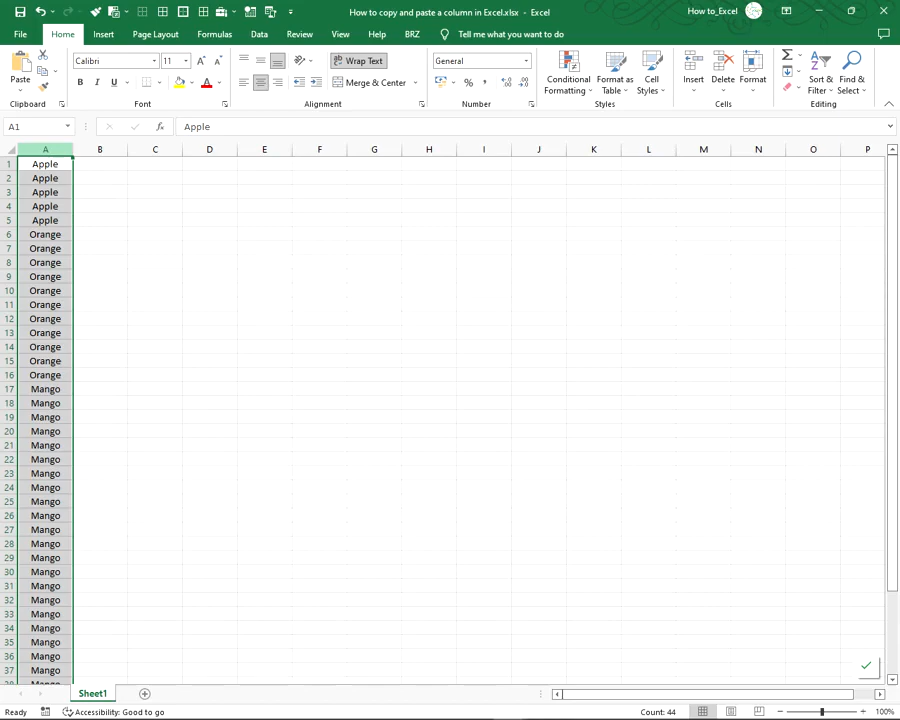 How to copy and paste a column in Excel.xlsx - Excel
How to_Excel
File Home Insert Page Layout Formulas Data Review View Help BRZ Tell me what you want to do
Paste
Calibri 11
B I U
A A
Wrap Text
Merge & Center
General
% ,
Conditional Formatting
Format as Table
Cell Styles
Insert Delete Format
Sort & Filter
Find & Select
Clipboard Font Alignment Number Styles Cells Editing
A1 fx Apple
A B C D E F G H I J K L M N O P
1 Apple
2 Apple
3 Apple
4 Apple
5 Apple
6 Orange
7 Orange
8 Orange
9 Orange
10 Orange
11 Orange
12 Orange
13 Orange
14 Orange
15 Orange
16 Orange
17 Mango
18 Mango
19 Mango
20 Mango
21 Mango
22 Mango
23 Mango
24 Mango
25 Mango
26 Mango
27 Mango
28 Mango
29 Mango
30 Mango
31 Mango
32 Mango
33 Mango
34 Mango
35 Mango
36 Mango
37 Mango
38 Mango
Sheet1
Ready Accessibility: Good to go Count: 44 100%